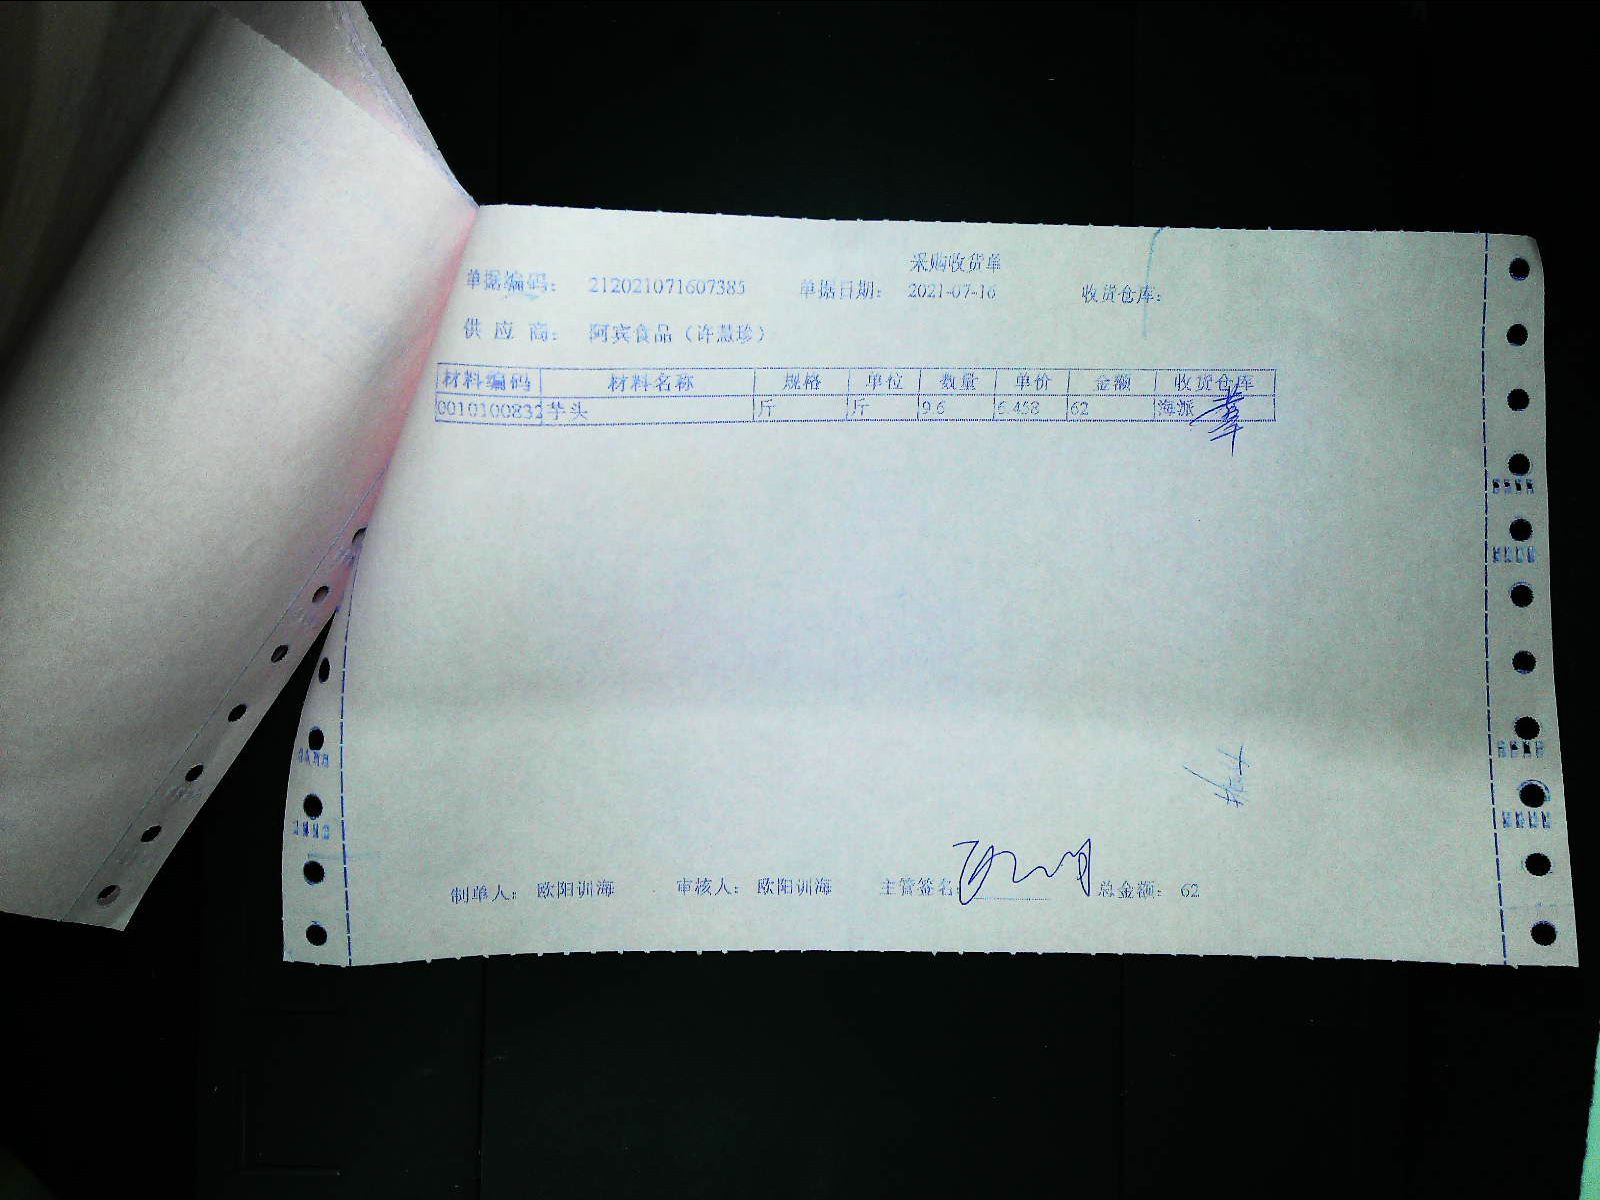 采购收货单
单据编码： 212021071607385 单据日期： 2021-07-16 收货仓库：
供 应 商： 阿宾食品（许慧珍）
材料编码 材料名称 规格 单位 数量 单价 金额 收货仓库
0010100832 芋头 斤 斤 9.6 6.458 62 海派
制单人： 欧阳训海 审核人： 欧阳训海 主管签名： 总金额： 62